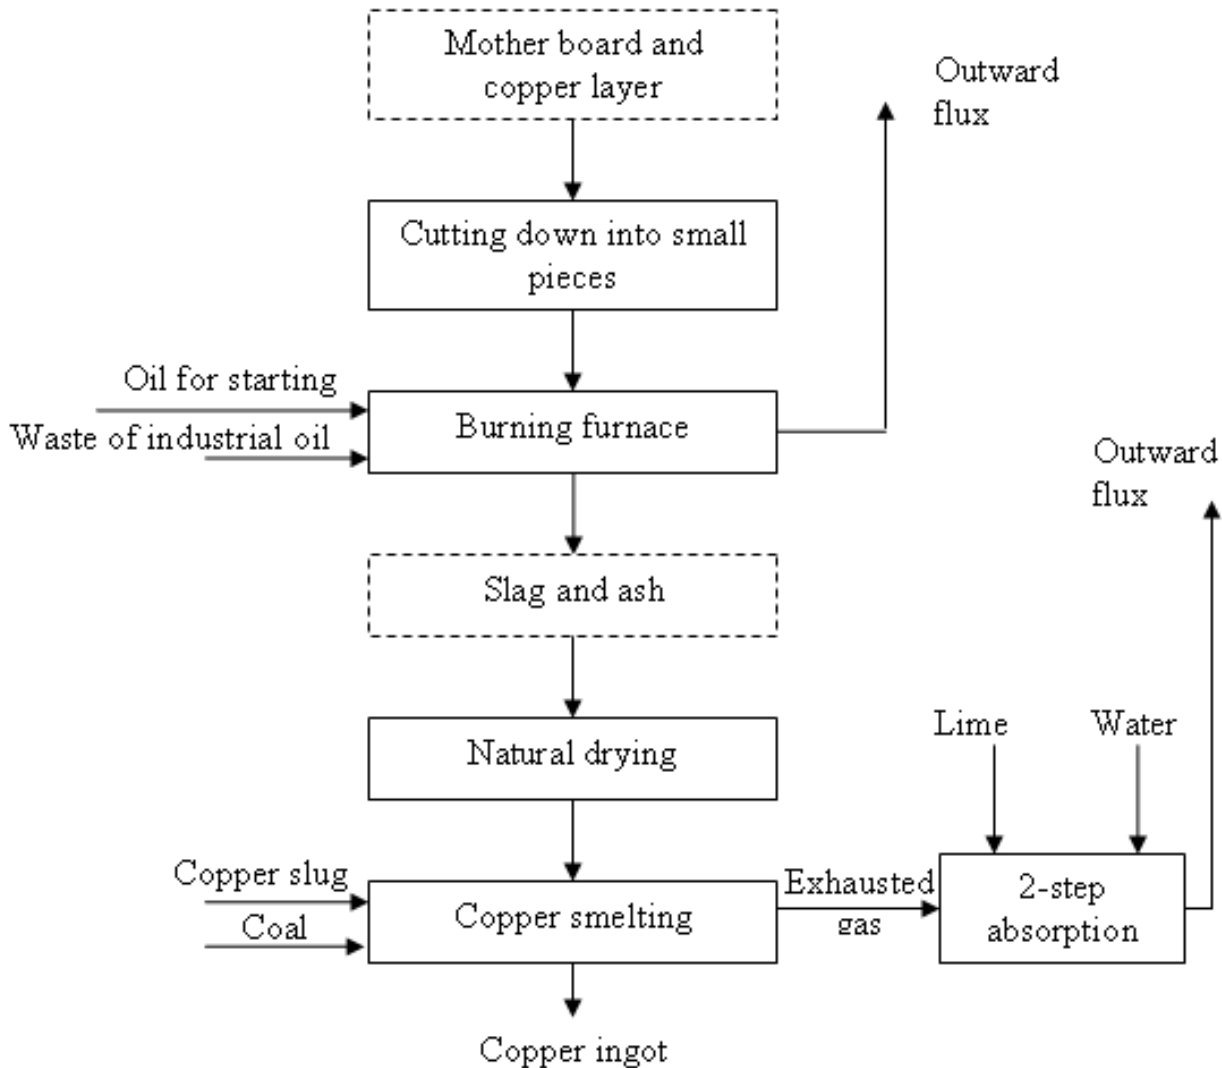 Mother board and
copper layer
Outward
flux
Cutting down into small
pieces
Oil for starting
Waste of industrial oil
Burning furnace
Outward
flux
Slag and ash
Natural drying
Lime
Water
Copper slug
Coal
Copper smelting
Exhausted
gas
2-step
absorption
Copper ingot